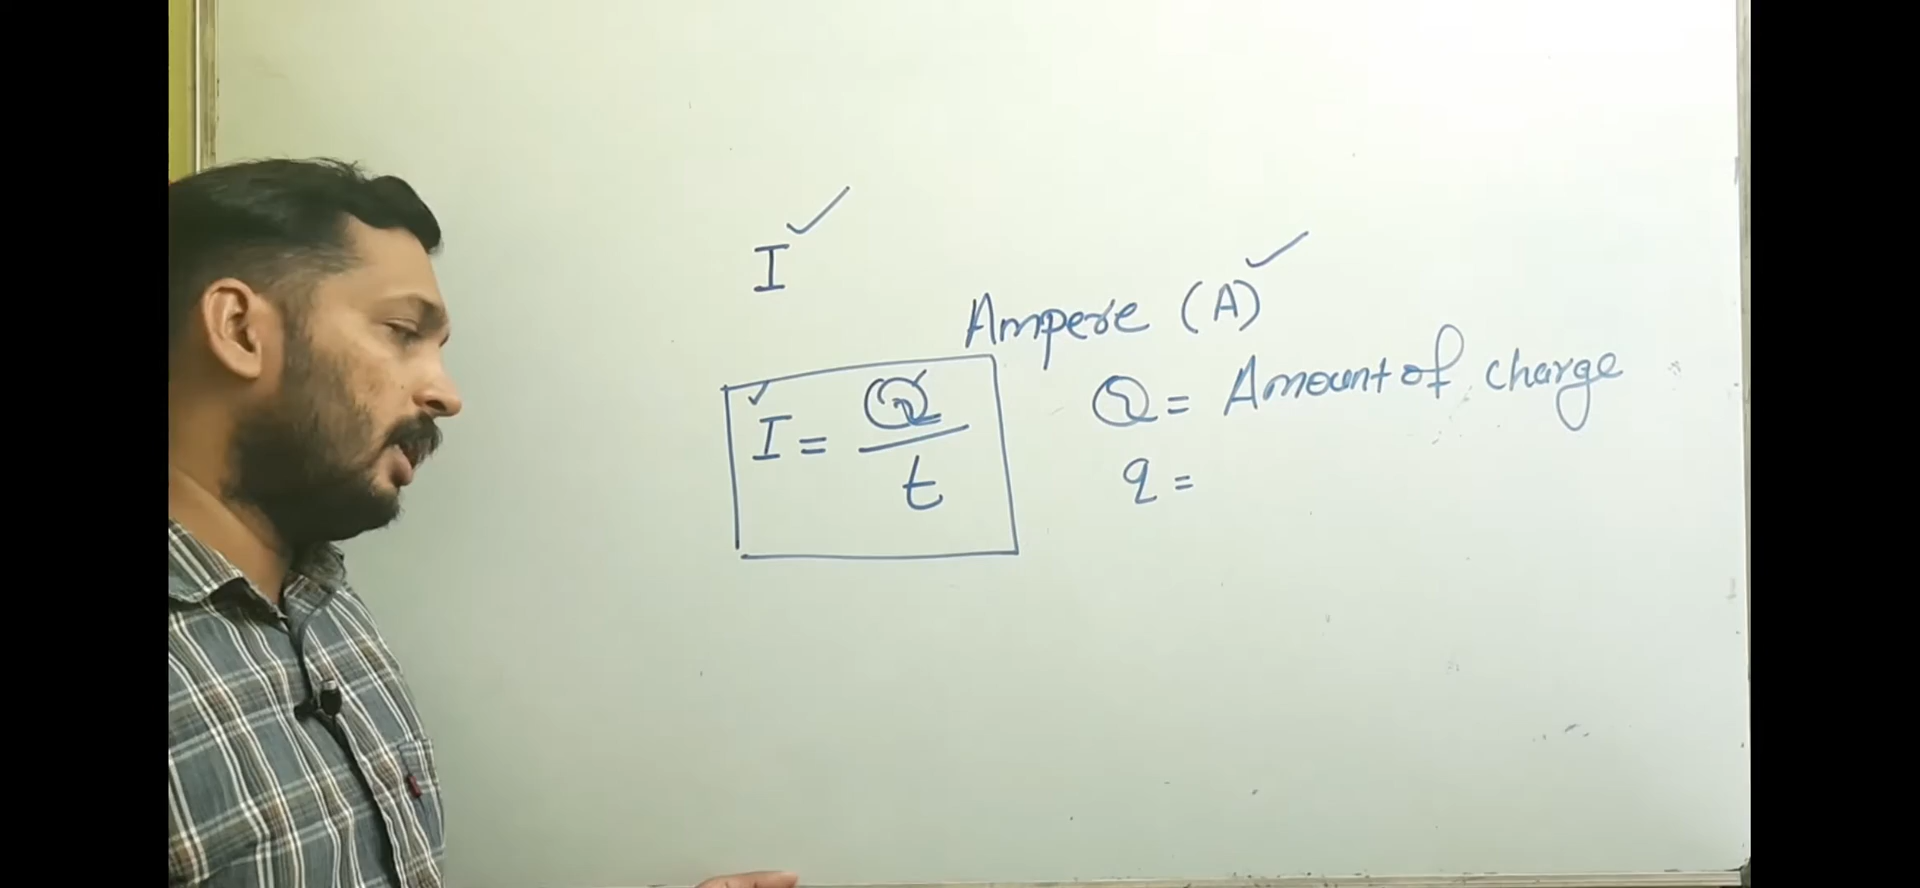 I
Ampere (A)
I = Q/t
Q = Amount of charge
q =